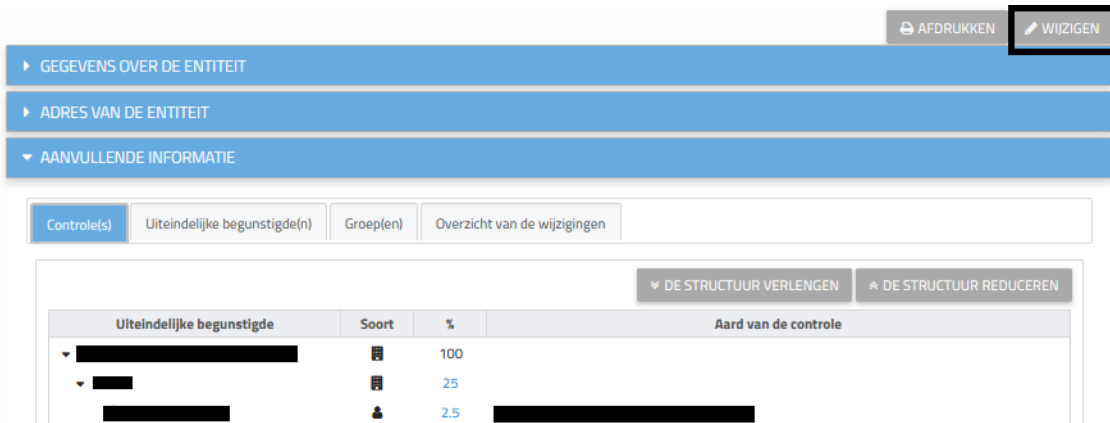 AFDRUKKEN WIJZIGEN
GEGEVENS OVER DE ENTITEIT
ADRES VAN DE ENTITEIT
AANVULLENDE INFORMATIE
Controle(s) Uiteindelijke begunstigde(n) Groep(en) Overzicht van de wijzigingen
DE STRUCTUUR VERLENGEN DE STRUCTUUR REDUCEREN
Uiteindelijke begunstigde Soort % Aard van de controle
100
25
2.5